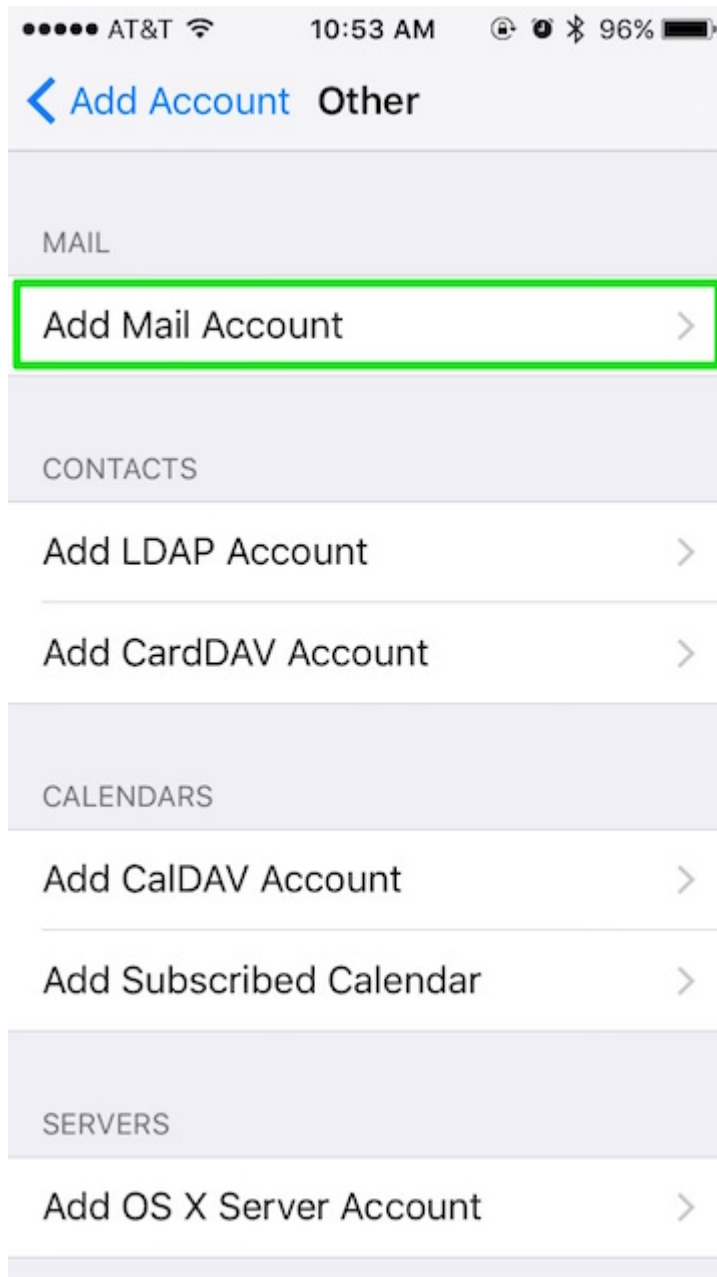 AT&T 10:53 AM 96%
Add Account Other
MAIL
Add Mail Account
CONTACTS
Add LDAP Account
Add CardDAV Account
CALENDARS
Add CalDAV Account
Add Subscribed Calendar
SERVERS
Add OS X Server Account